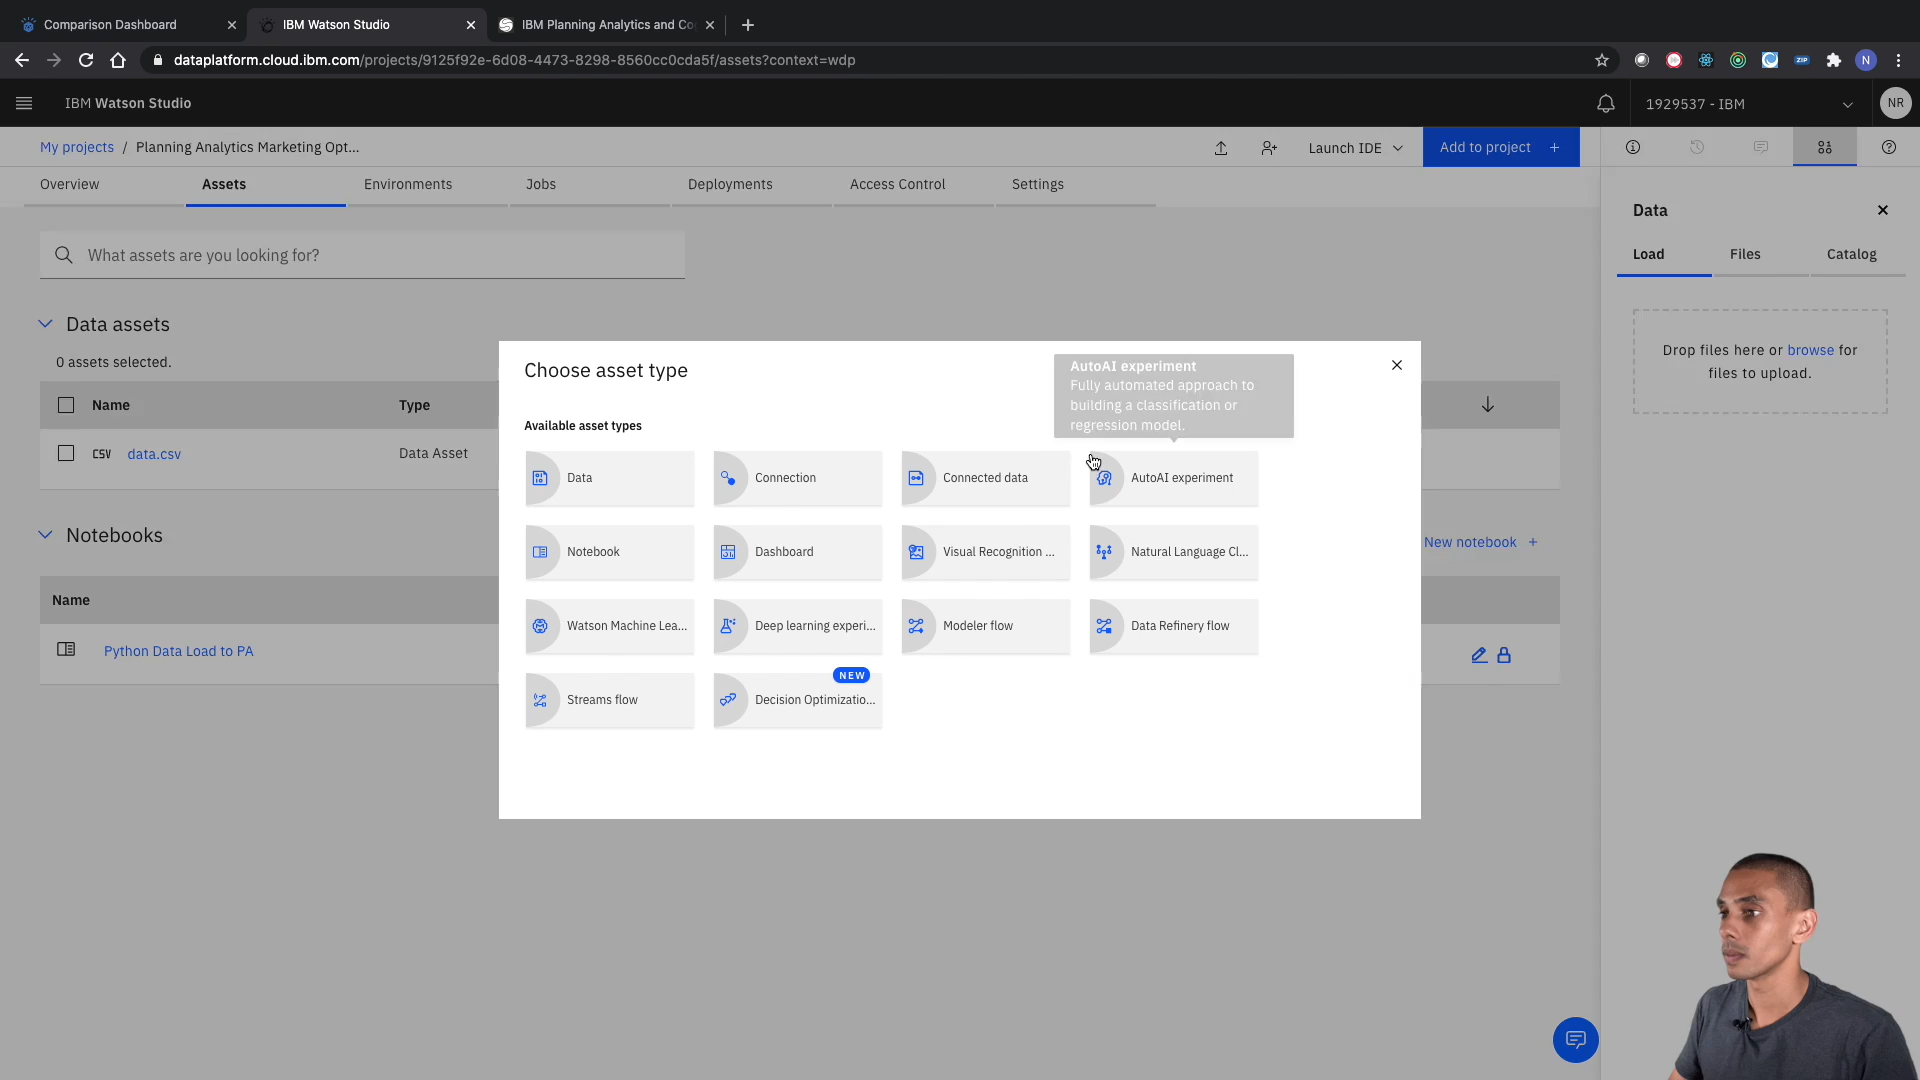 Comparison Dashboard
IBM Watson Studio
IBM Planning Analytics and Co
dataplatform.cloud.ibm.com/projects/9125f92e-6d08-4473-8298-8560cc0cda5f/assets?context=wdp
ZIP
N
IBM Watson Studio
1929537 - IBM
NR
My projects / Planning Analytics Marketing Opt...
Launch IDE
Add to project +
Overview
Assets
Environments
Jobs
Deployments
Access Control
Settings
Data
Load
Files
Catalog
Drop files here or browse for
files to upload.
What assets are you looking for?
Data assets
0 assets selected.
Name
Type
CSV
data.csv
Data Asset
Notebooks
New notebook +
Name
Python Data Load to PA
Choose asset type
AutoAI experiment
Fully automated approach to
building a classification or
regression model.
Available asset types
Data
Connection
Connected data
AutoAI experiment
Notebook
Dashboard
Visual Recognition ...
Natural Language Cl...
Watson Machine Lea...
Deep learning experi...
Modeler flow
Data Refinery flow
Streams flow
NEW
Decision Optimizatio...